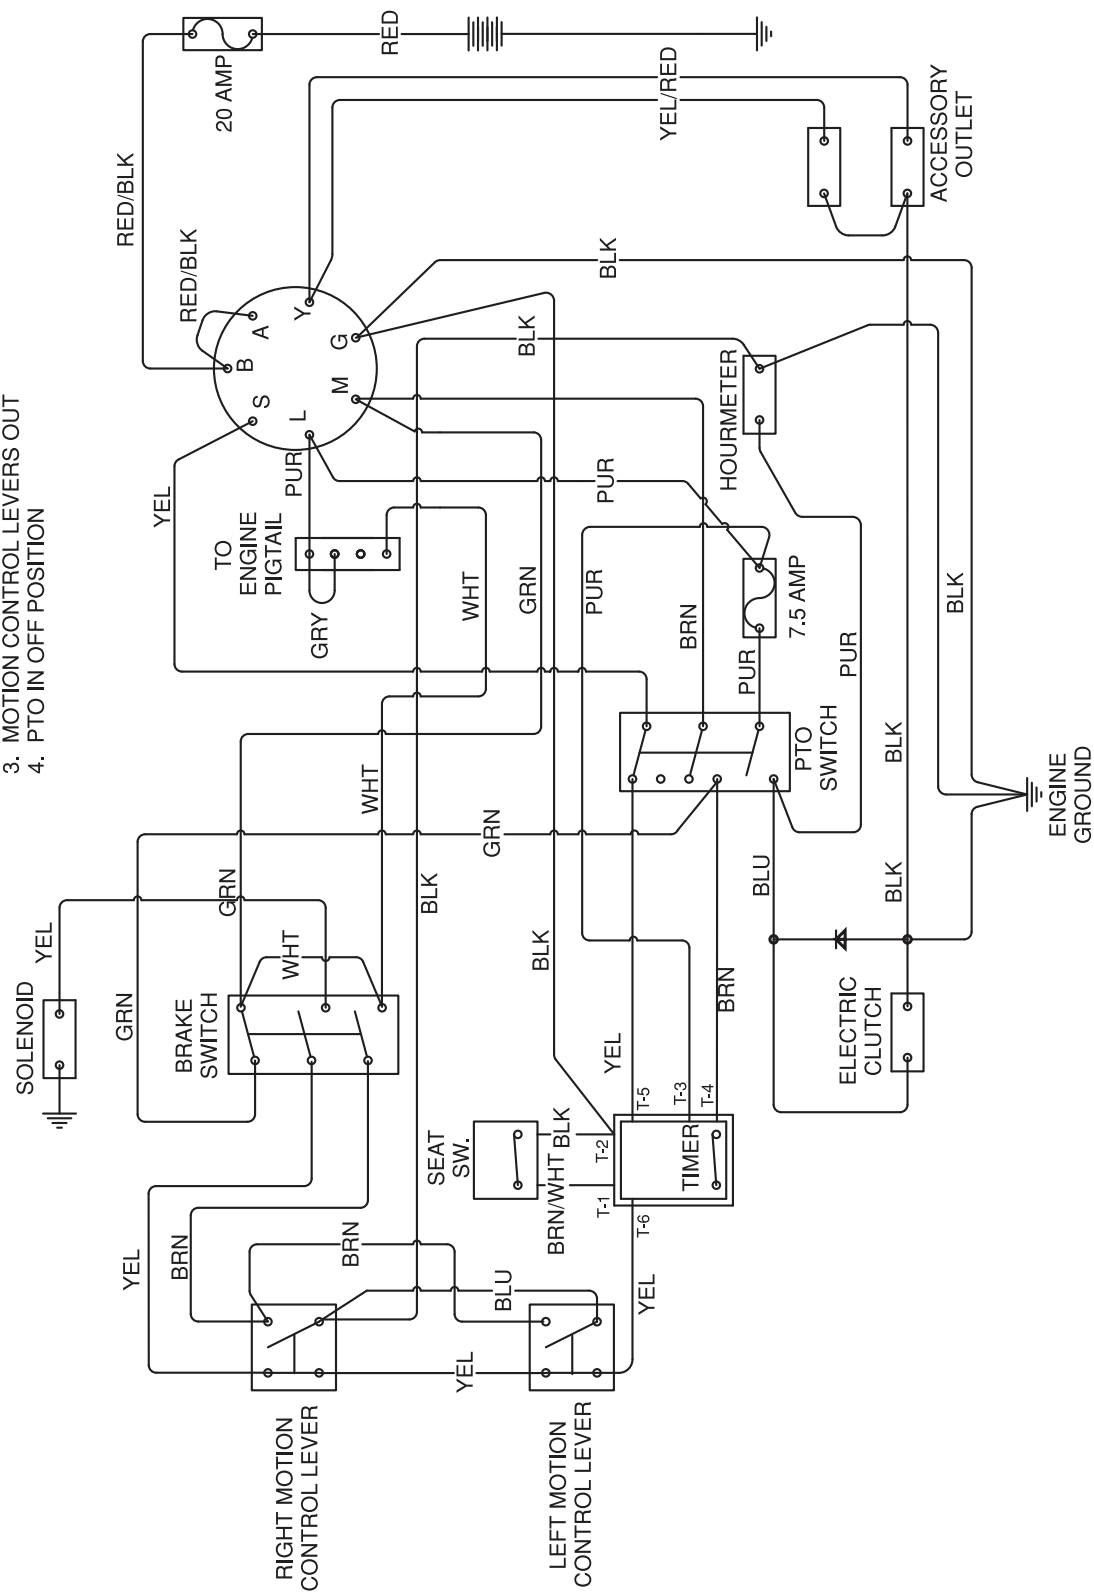 3. MOTION CONTROL LEVERS OUT
4. PTO IN OFF POSITION
SOLENOID
YEL
GRN
YEL
BRN
RIGHT MOTION
CONTROL LEVER
BRAKE
SWITCH
GRN
WHT
BRN
YEL
TO
ENGINE
PIGTAIL
GRY
PUR
WHT
WHT
RED/BLK
RED/BLK
20 AMP
RED
B
A
S
L
Y
G
M
GRN
GRN
BLK
BLK
BLK
SEAT
SW.
BLU
YEL
LEFT MOTION
CONTROL LEVER
BLK
BLK
BRN/WHT
T-1
T-2
T-5
T-3
T-4
T-6
TIMER
YEL
YEL
BRN
BLK
PUR
PUR
BRN
PUR
YEL/RED
HOURMETER
7.5 AMP
PUR
PTO
SWITCH
BLU
ELECTRIC
CLUTCH
BLK
BLK
BLK
ACCESSORY
OUTLET
ENGINE
GROUND